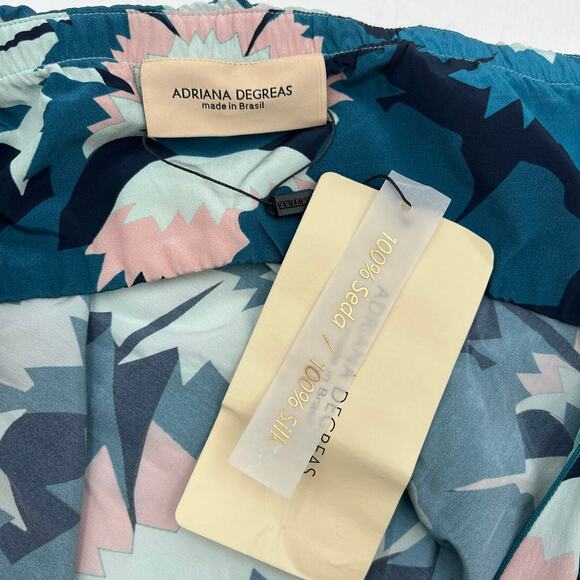 ADRIANA DEGREAS
made in Brasil
100% Seda / 100% Silk
ADRIANA DEGREAS